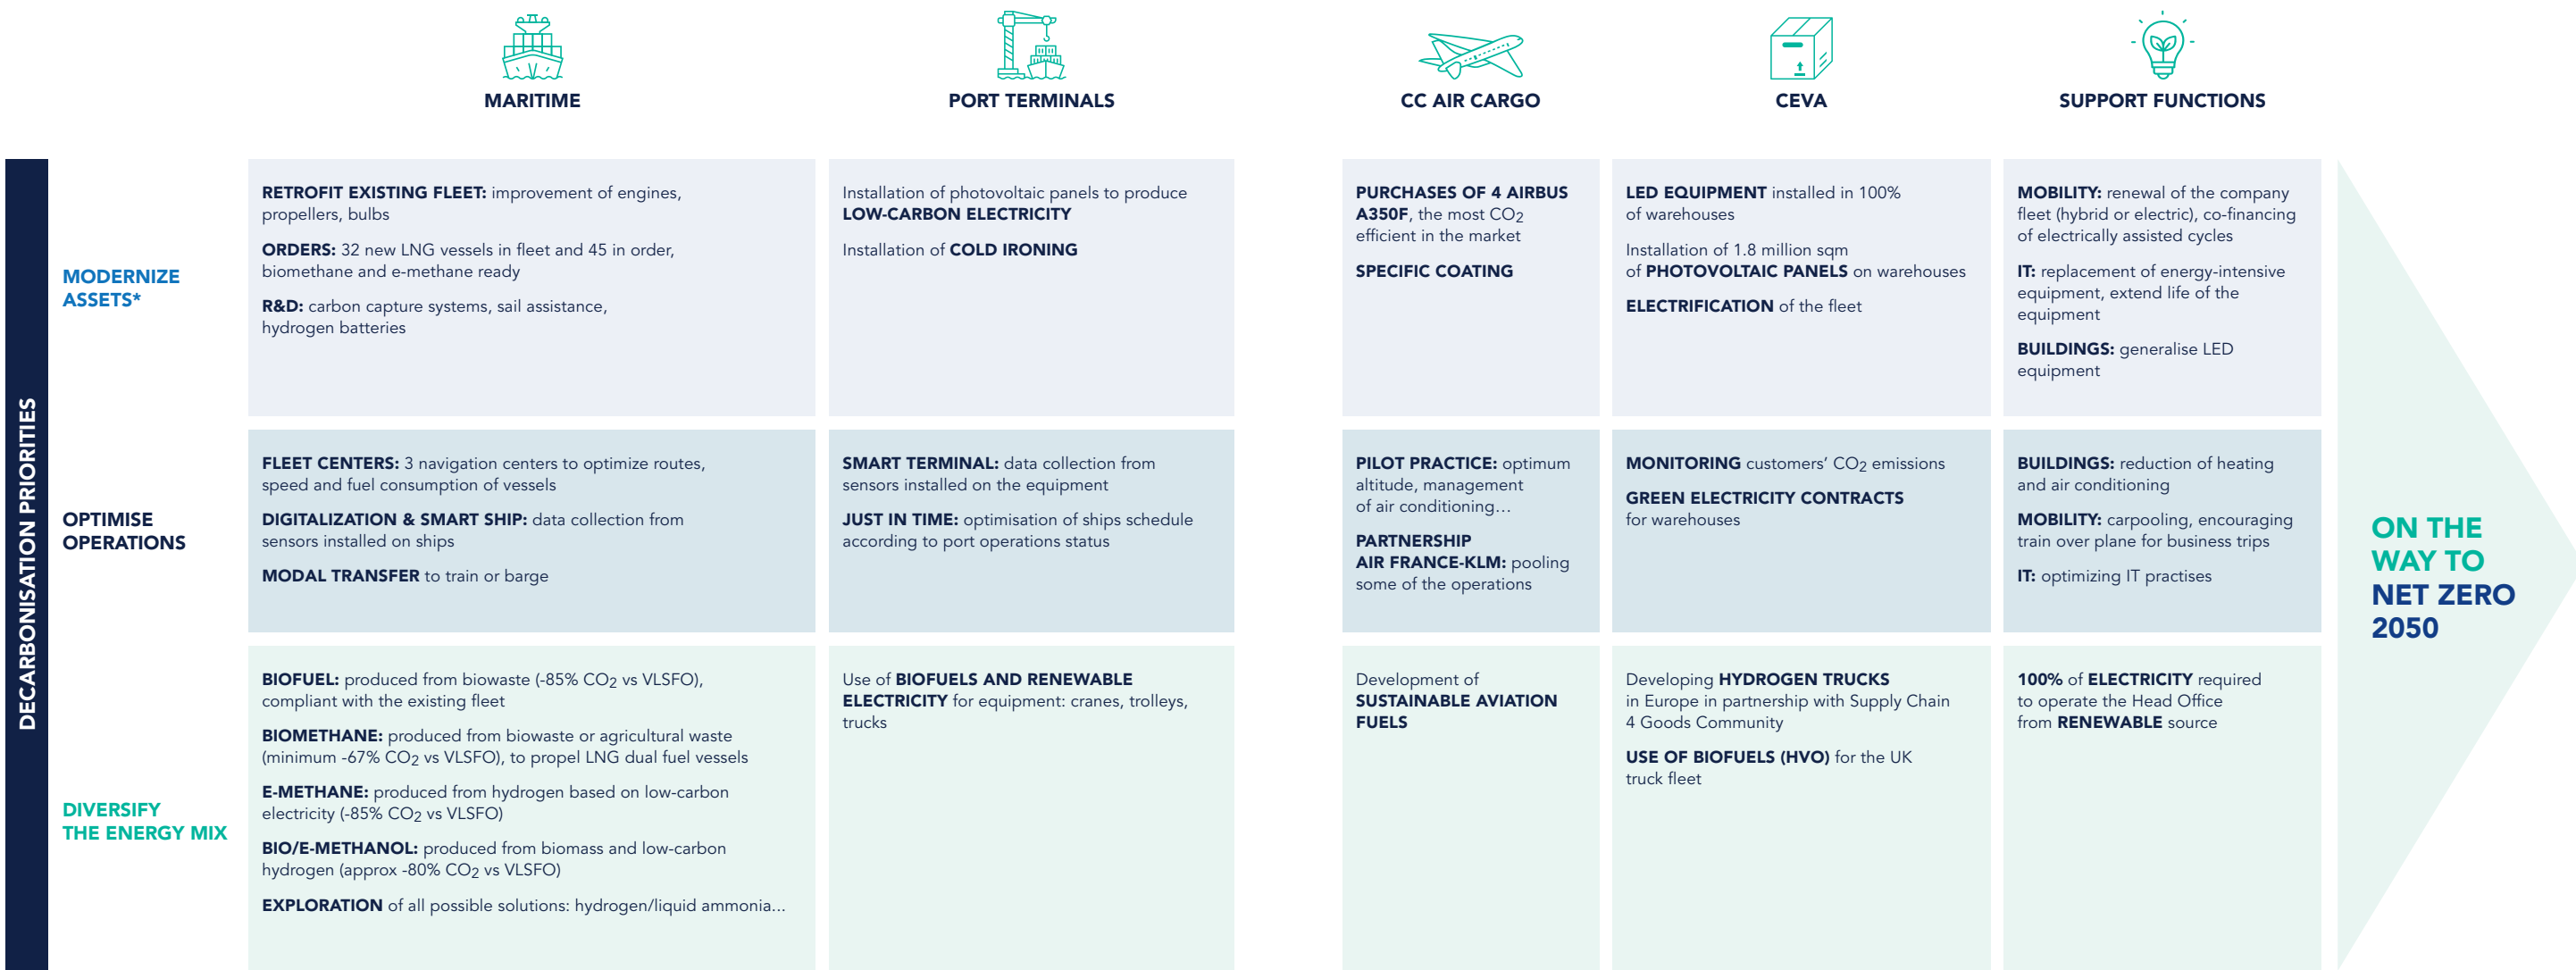 MARITIME
PORT TERMINALS
CC AIR CARGO
CEVA
SUPPORT FUNCTIONS
DECARBONISATION PRIORITIES
MODERNIZE
ASSETS*
RETROFIT EXISTING FLEET: improvement of engines,
propellers, bulbs
ORDERS: 32 new LNG vessels in fleet and 45 in order,
biomethane and e-methane ready
R&D: carbon capture systems, sail assistance,
hydrogen batteries
Installation of photovoltaic panels to produce
LOW-CARBON ELECTRICITY
Installation of COLD IRONING
PURCHASES OF 4 AIRBUS
A350F, the most CO2
efficient in the market
SPECIFIC COATING
LED EQUIPMENT installed in 100%
of warehouses
Installation of 1.8 million sqm
of PHOTOVOLTAIC PANELS on warehouses
ELECTRIFICATION of the fleet
MOBILITY: renewal of the company
fleet (hybrid or electric), co-financing
of electrically assisted cycles
IT: replacement of energy-intensive
equipment, extend life of the
equipment
BUILDINGS: generalise LED
equipment
OPTIMISE
OPERATIONS
FLEET CENTERS: 3 navigation centers to optimize routes,
speed and fuel consumption of vessels
DIGITALIZATION & SMART SHIP: data collection from
sensors installed on ships
MODAL TRANSFER to train or barge
SMART TERMINAL: data collection from
sensors installed on the equipment
JUST IN TIME: optimisation of ships schedule
according to port operations status
PILOT PRACTICE: optimum
altitude, management
of air conditioning…
PARTNERSHIP
AIR FRANCE-KLM: pooling
some of the operations
MONITORING customers’ CO2 emissions
GREEN ELECTRICITY CONTRACTS
for warehouses
BUILDINGS: reduction of heating
and air conditioning
MOBILITY: carpooling, encouraging
train over plane for business trips
IT: optimizing IT practises
DIVERSIFY
THE ENERGY MIX
BIOFUEL: produced from biowaste (-85% CO2 vs VLSFO),
compliant with the existing fleet
BIOMETHANE: produced from biowaste or agricultural waste
(minimum -67% CO2 vs VLSFO), to propel LNG dual fuel vessels
E-METHANE: produced from hydrogen based on low-carbon
electricity (-85% CO2 vs VLSFO)
BIO/E-METHANOL: produced from biomass and low-carbon
hydrogen (approx -80% CO2 vs VLSFO)
EXPLORATION of all possible solutions: hydrogen/liquid ammonia...
Use of BIOFUELS AND RENEWABLE
ELECTRICITY for equipment: cranes, trolleys,
trucks
Development of
SUSTAINABLE AVIATION
FUELS
Developing HYDROGEN TRUCKS
in Europe in partnership with Supply Chain
4 Goods Community
USE OF BIOFUELS (HVO) for the UK
truck fleet
100% of ELECTRICITY required
to operate the Head Office
from RENEWABLE source
ON THE
WAY TO
NET ZERO
2050